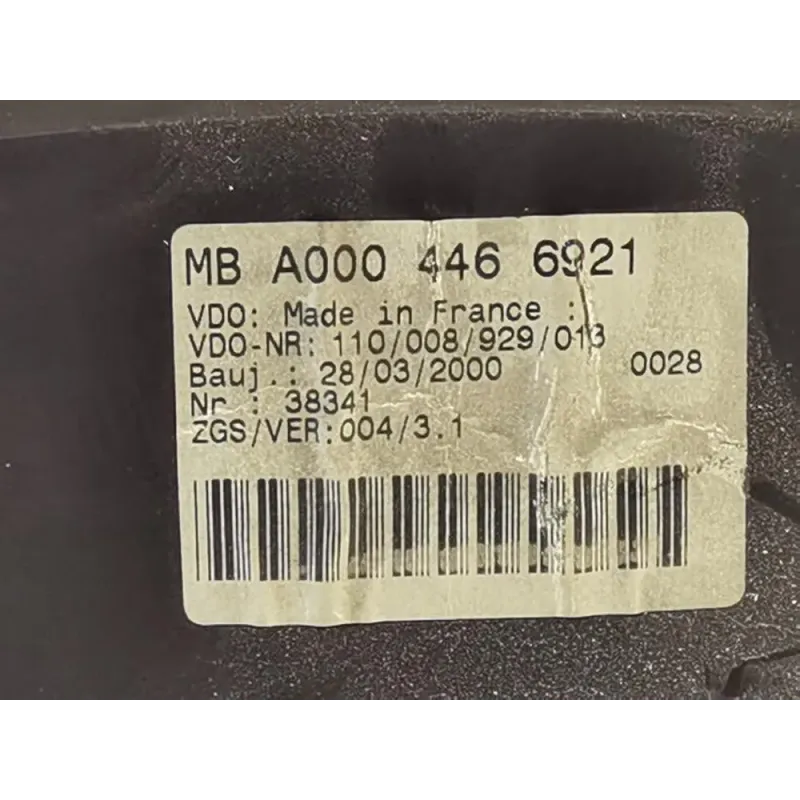 MB A000 446 6921
VDO: Made in France :
VDO-NR: 110/008/929/013
Bauj.: 28/03/2000 0028
Nr : 38341
ZGS/VER:004/3.1